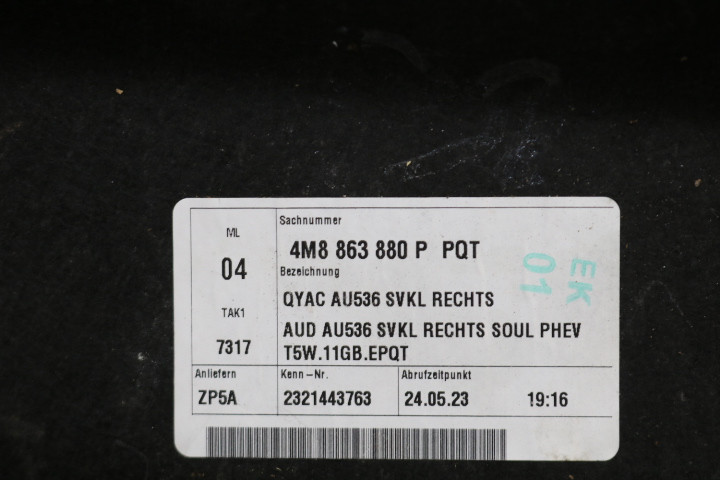 ML
04
TAK1
7317
Sachnummer
4M8 863 880 P PQT
Bezeichnung
QYAC AU536 SVKL RECHTS
AUD AU536 SVKL RECHTS SOUL PHEV
T5W.11GB.EPQT
EK
01
Anliefern
ZP5A
Kenn-Nr.
2321443763
Abrufzeitpunkt
24.05.23 19:16